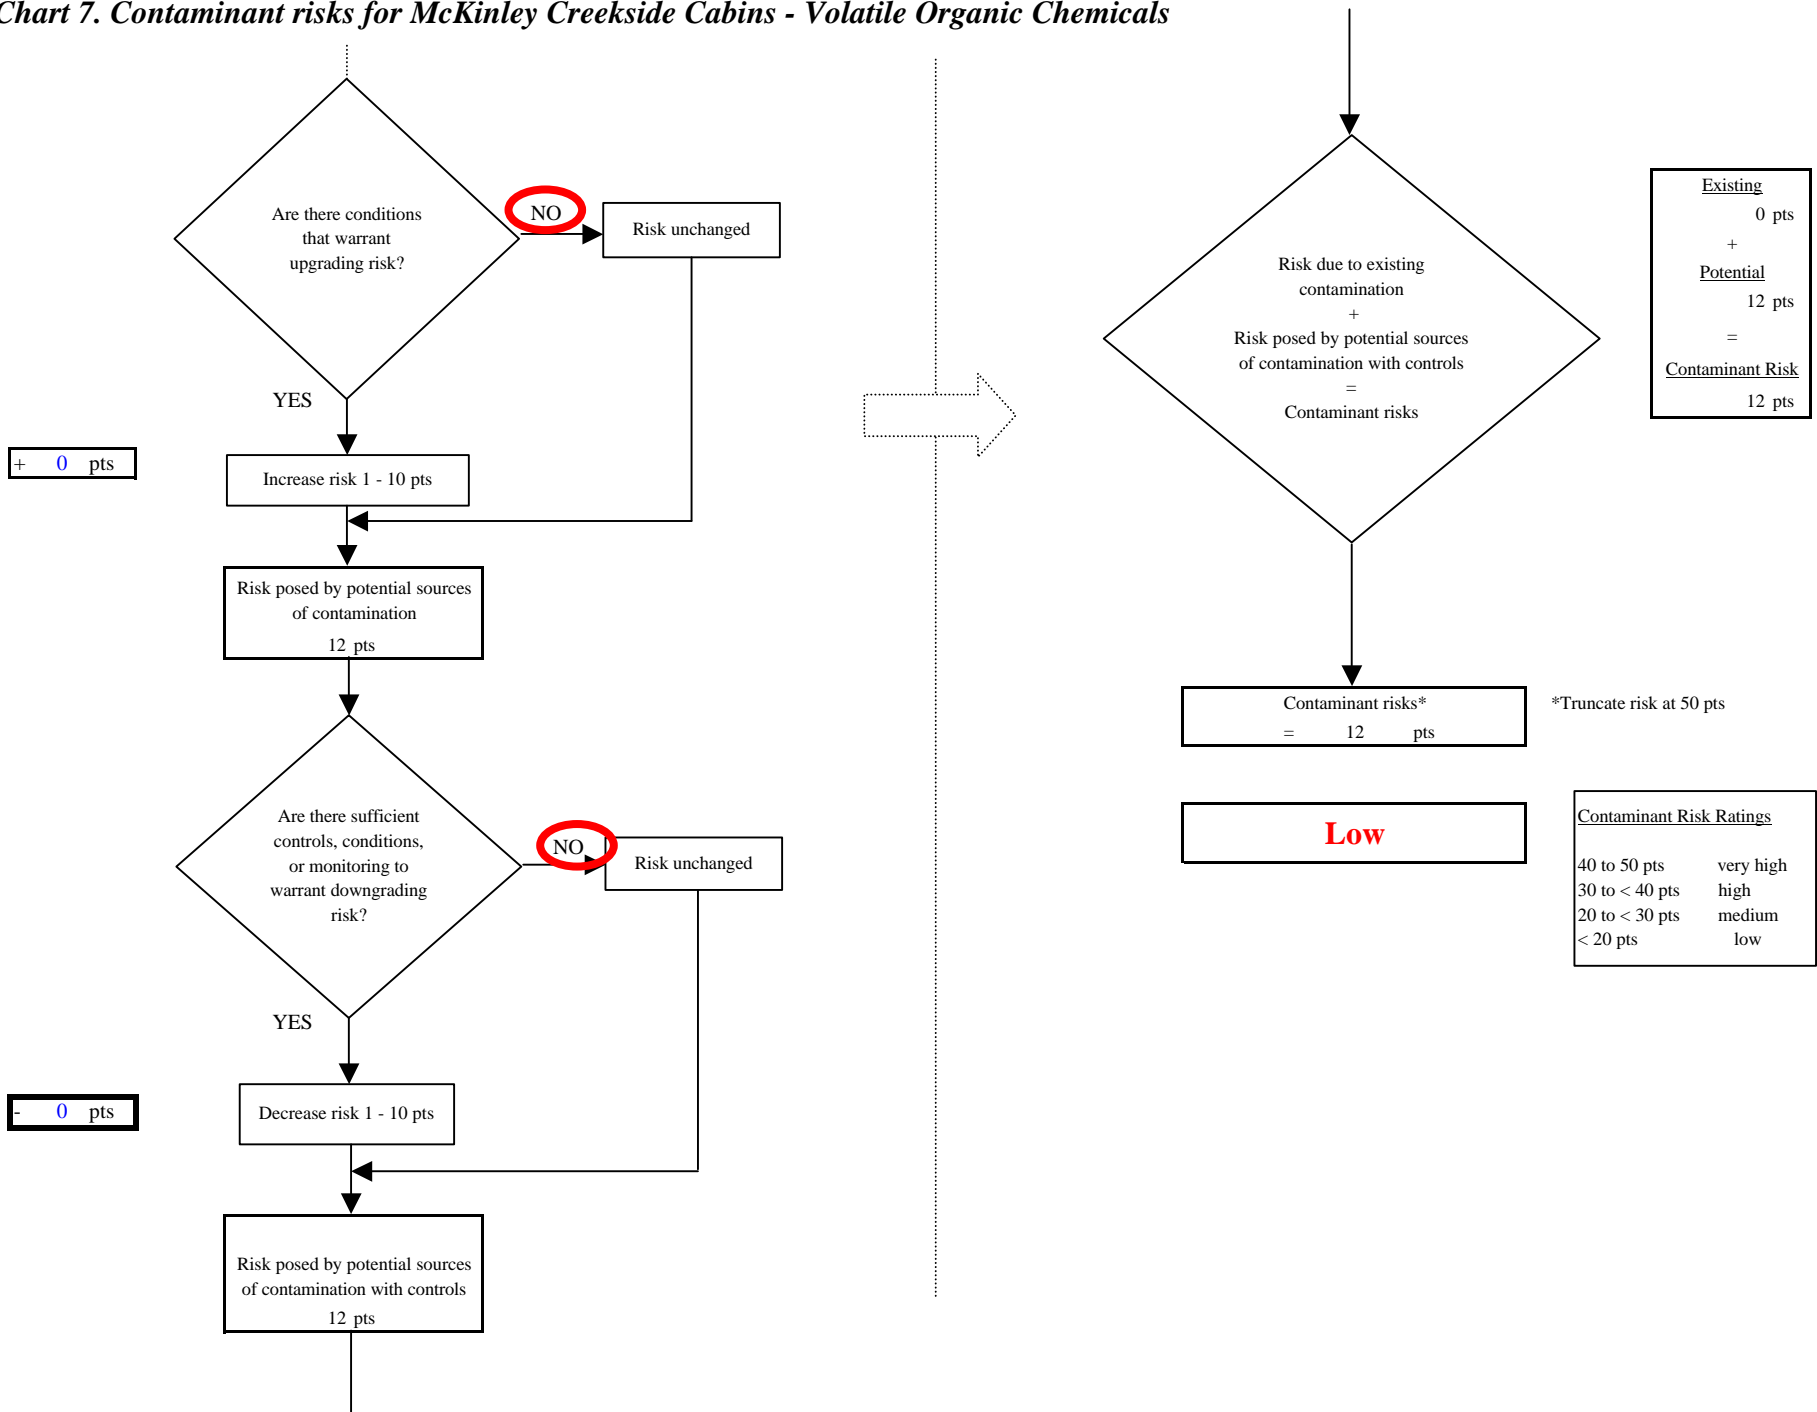 Chart 7. Contaminant risks for McKinley Creekside Cabins - Volatile Organic Chemicals
Are there conditions
that warrant
upgrading risk?
NO
Risk unchanged
YES
+ 0 pts
Increase risk 1 - 10 pts
Risk posed by potential sources
of contamination
12 pts
Are there sufficient
controls, conditions,
or monitoring to
warrant downgrading
risk?
NO
Risk unchanged
YES
- 0 pts
Decrease risk 1 - 10 pts
Risk posed by potential sources
of contamination with controls
12 pts
Risk due to existing
contamination
+
Risk posed by potential sources
of contamination with controls
=
Contaminant risks
Existing
0 pts
+
Potential
12 pts
=
Contaminant Risk
12 pts
Contaminant risks*
= 12 pts
*Truncate risk at 50 pts
Low
Contaminant Risk Ratings
40 to 50 pts very high
30 to < 40 pts high
20 to < 30 pts medium
< 20 pts low